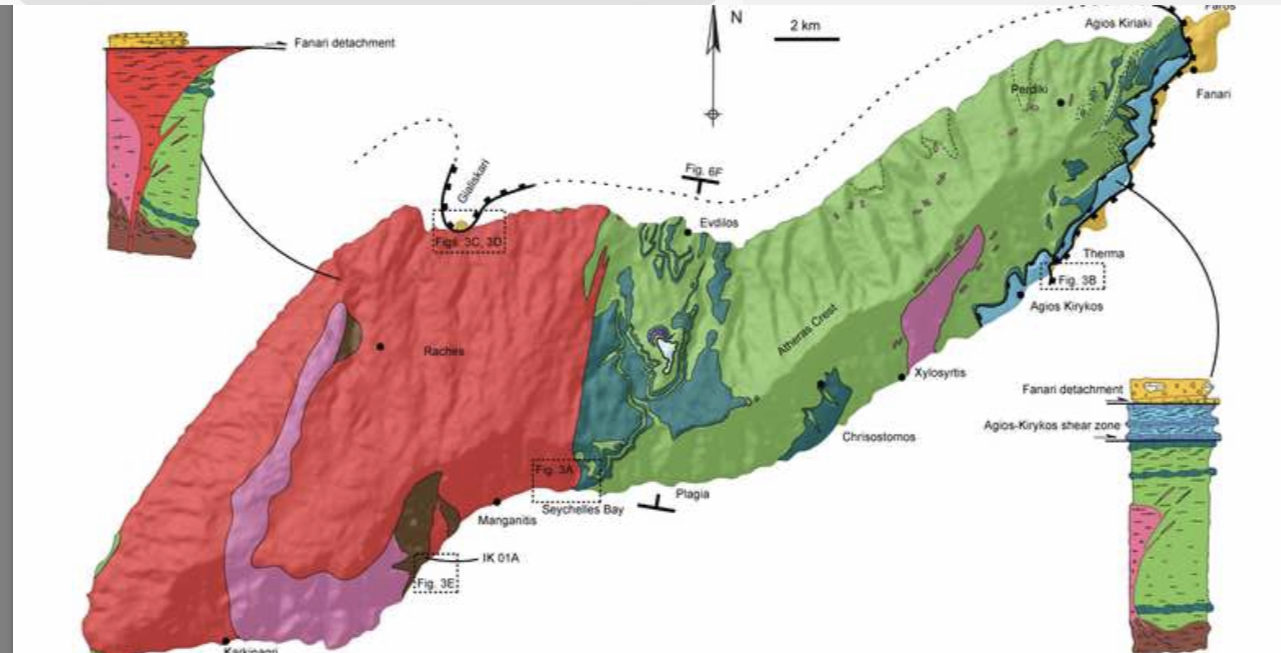 Faros
Agios Kiriaki
N
2 km
Fanari detachment
Perdiki
Fanari
Gialiskari
Fig. 6F
Evdilos
Figs. 3C, 3D
Therma
Fig. 3B
Agios Kirykos
Atheras Crest
Raches
Xylosyrtis
Fanari detachment
Agios-Kirykos shear zone
Chrisostomos
Fig. 3A
Plagia
Seychelles Bay
Manganitis
IK 01A
Fig. 3E
Karkinagri